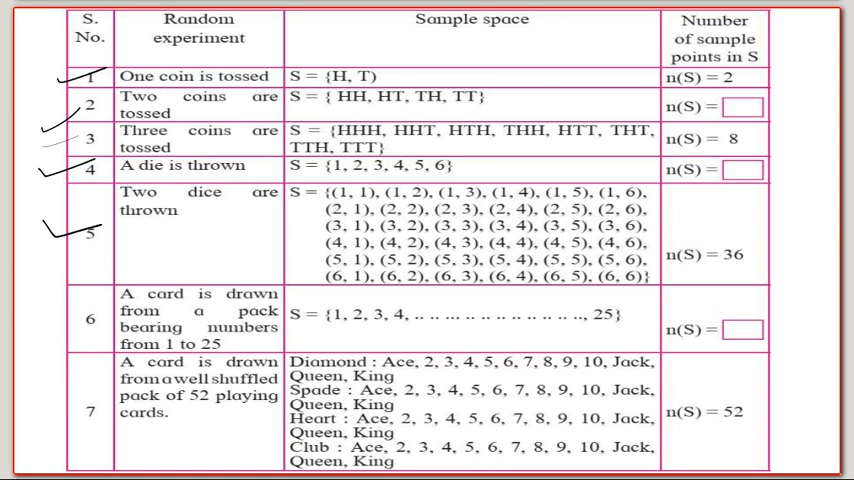 S. No.
Random experiment
Sample space
Number of sample points in S
1
One coin is tossed
S = {H, T)
n(S) = 2
2
Two coins are
tossed
S = { HH, HT, TH, TT}
n(S) =
3
Three coins are
tossed
S = {HHH, HHT, HTH, THH, HTT, THT,
TTH, TTT}
n(S) = 8
4
A die is thrown
S = {1, 2, 3, 4, 5, 6}
n(S) =
5
Two dice are
thrown
S = {(1, 1), (1, 2), (1, 3), (1, 4), (1, 5), (1, 6),
(2, 1), (2, 2), (2, 3), (2, 4), (2, 5), (2, 6),
(3, 1), (3, 2), (3, 3), (3, 4), (3, 5), (3, 6),
(4, 1), (4, 2), (4, 3), (4, 4), (4, 5), (4, 6),
(5, 1), (5, 2), (5, 3), (5, 4), (5, 5), (5, 6),
(6, 1), (6, 2), (6, 3), (6, 4), (6, 5), (6, 6)}
n(S) = 36
6
A card is drawn
from a pack
bearing numbers
from 1 to 25
S = {1, 2, 3, 4, .. .. ... .. .. .. .. .. .. .. .., 25}
n(S) =
7
A card is drawn
from a well shuffled
pack of 52 playing
cards.
Diamond : Ace, 2, 3, 4, 5, 6, 7, 8, 9, 10, Jack,
Queen, King
Spade : Ace, 2, 3, 4, 5, 6, 7, 8, 9, 10, Jack,
Queen, King
Heart : Ace, 2, 3, 4, 5, 6, 7, 8, 9, 10, Jack,
Queen, King
Club : Ace, 2, 3, 4, 5, 6, 7, 8, 9, 10, Jack,
Queen, King
n(S) = 52